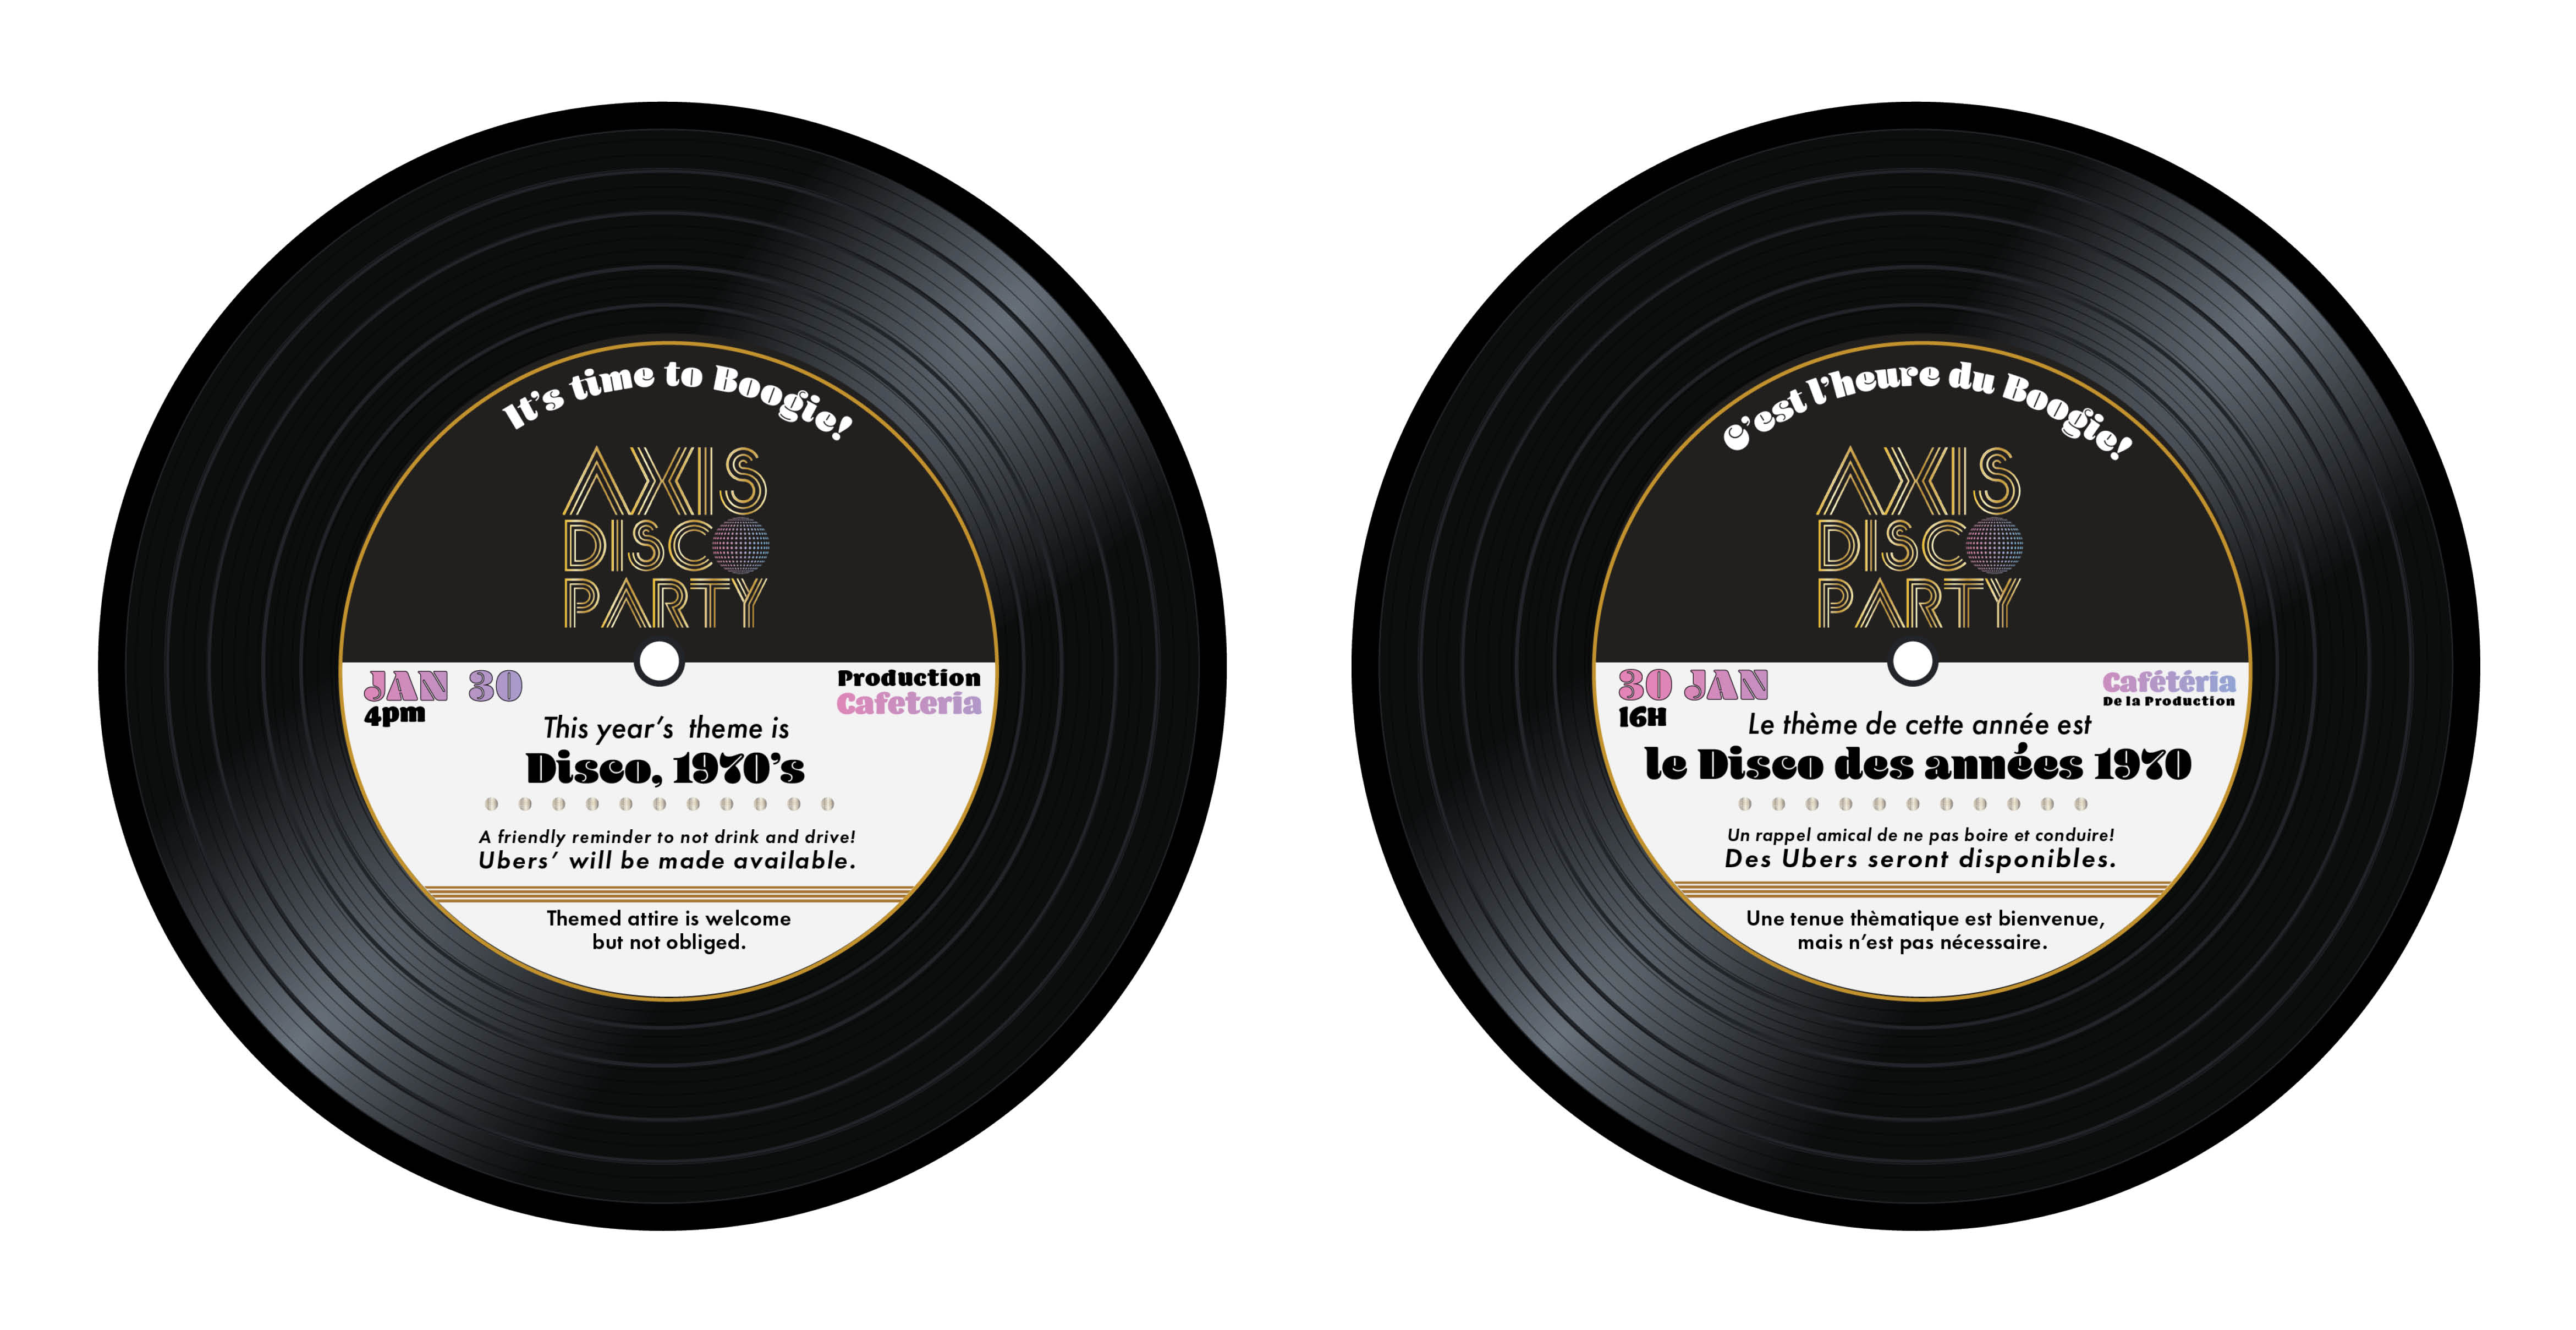 It's time to Boogie!
AXIS
DISCO
PARTY
JAN 30
4pm
Production
Cafeteria
This year's theme is
Disco, 1970's
A friendly reminder to not drink and drive!
Ubers' will be made available.
Themed attire is welcome
but not obliged.
C'est l'heure du Boogie!
AXIS
DISCO
PARTY
30 JAN
16H
Cafétéria
De la Production
Le thème de cette année est
le Disco des années 1970
Un rappel amical de ne pas boire et conduire!
Des Ubers seront disponibles.
Une tenue thèmatique est bienvenue,
mais n'est pas nécessaire.